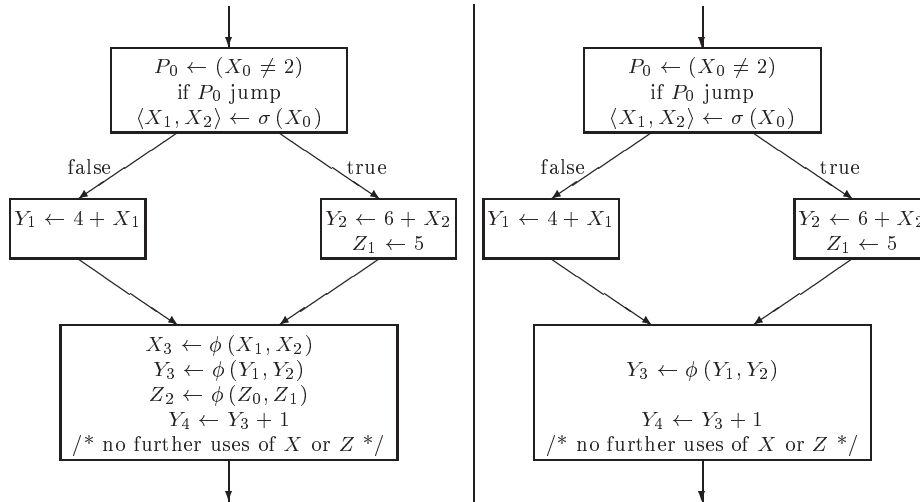 P₀ ← (X₀ ≠ 2)
if P₀ jump
⟨X₁, X₂⟩ ← σ (X₀)
false
true
Y₁ ← 4 + X₁
Y₂ ← 6 + X₂
Z₁ ← 5
X₃ ← ϕ (X₁, X₂)
Y₃ ← ϕ (Y₁, Y₂)
Z₂ ← ϕ (Z₀, Z₁)
Y₄ ← Y₃ + 1
/* no further uses of X or Z */
P₀ ← (X₀ ≠ 2)
if P₀ jump
⟨X₁, X₂⟩ ← σ (X₀)
false
true
Y₁ ← 4 + X₁
Y₂ ← 6 + X₂
Z₁ ← 5
Y₃ ← ϕ (Y₁, Y₂)
Y₄ ← Y₃ + 1
/* no further uses of X or Z */